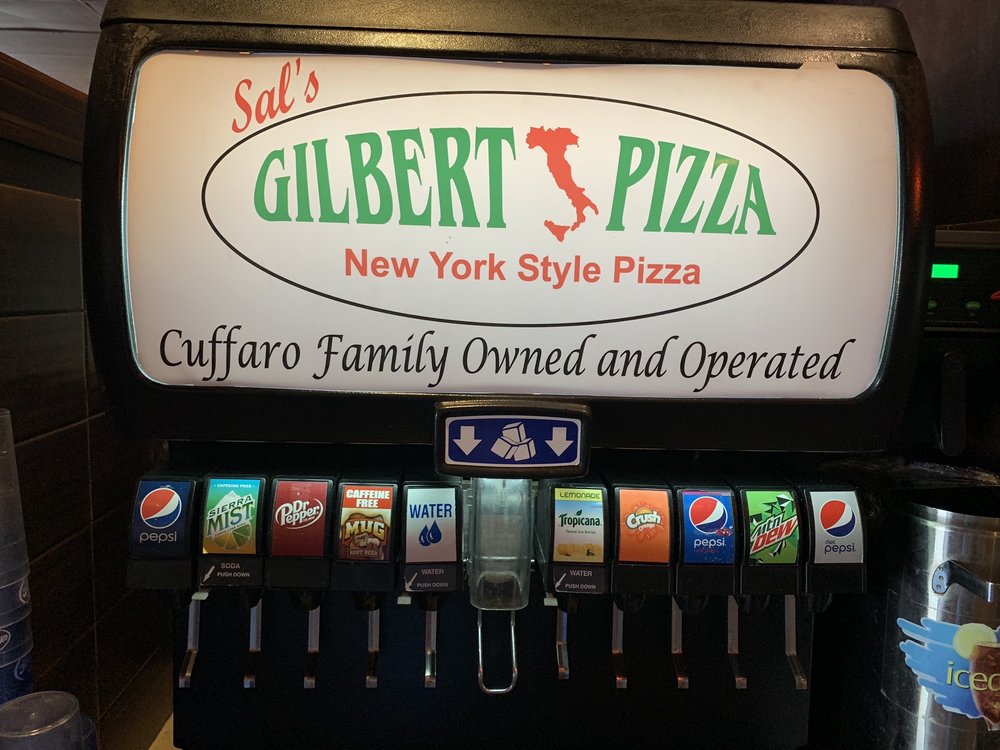 Sal's
GILBERT PIZZA
New York Style Pizza
Cuffaro Family Owned and Operated
pepsi
CAFFEINE FREE
SIERRA
MIST
SODA
PUSH DOWN
Dr
Pepper
CAFFEINE
FREE
MUG
ROOT BEER
WATER
WATER
PUSH DOWN
LEMONADE
Tropicana
WATER
PUSH DOWN
Crush
pepsi
Mtn
DEW
diet
pepsi
iced